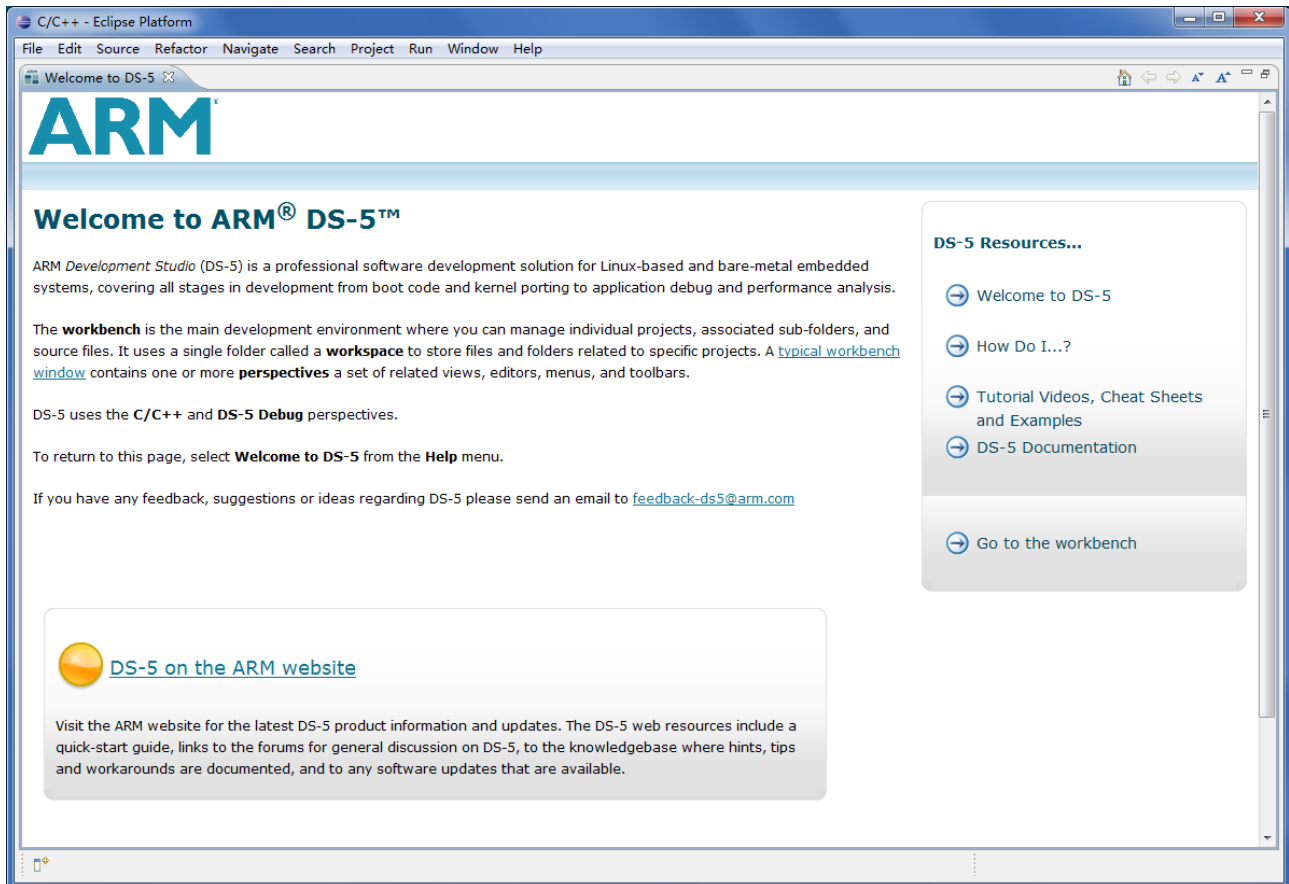 C/C++ - Eclipse Platform
File Edit Source Refactor Navigate Search Project Run Window Help
Welcome to DS-5
ARM
Welcome to ARM® DS-5™
ARM Development Studio (DS-5) is a professional software development solution for Linux-based and bare-metal embedded
systems, covering all stages in development from boot code and kernel porting to application debug and performance analysis.
The workbench is the main development environment where you can manage individual projects, associated sub-folders, and
source files. It uses a single folder called a workspace to store files and folders related to specific projects. A typical workbench
window contains one or more perspectives a set of related views, editors, menus, and toolbars.
DS-5 uses the C/C++ and DS-5 Debug perspectives.
To return to this page, select Welcome to DS-5 from the Help menu.
If you have any feedback, suggestions or ideas regarding DS-5 please send an email to feedback-ds5@arm.com
DS-5 on the ARM website
Visit the ARM website for the latest DS-5 product information and updates. The DS-5 web resources include a
quick-start guide, links to the forums for general discussion on DS-5, to the knowledgebase where hints, tips
and workarounds are documented, and to any software updates that are available.
DS-5 Resources...
Welcome to DS-5
How Do I...?
Tutorial Videos, Cheat Sheets
and Examples
DS-5 Documentation
Go to the workbench